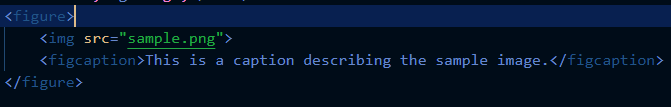 <figure>
    <img src="sample.png">
    <figcaption>This is a caption describing the sample image.</figcaption>
</figure>